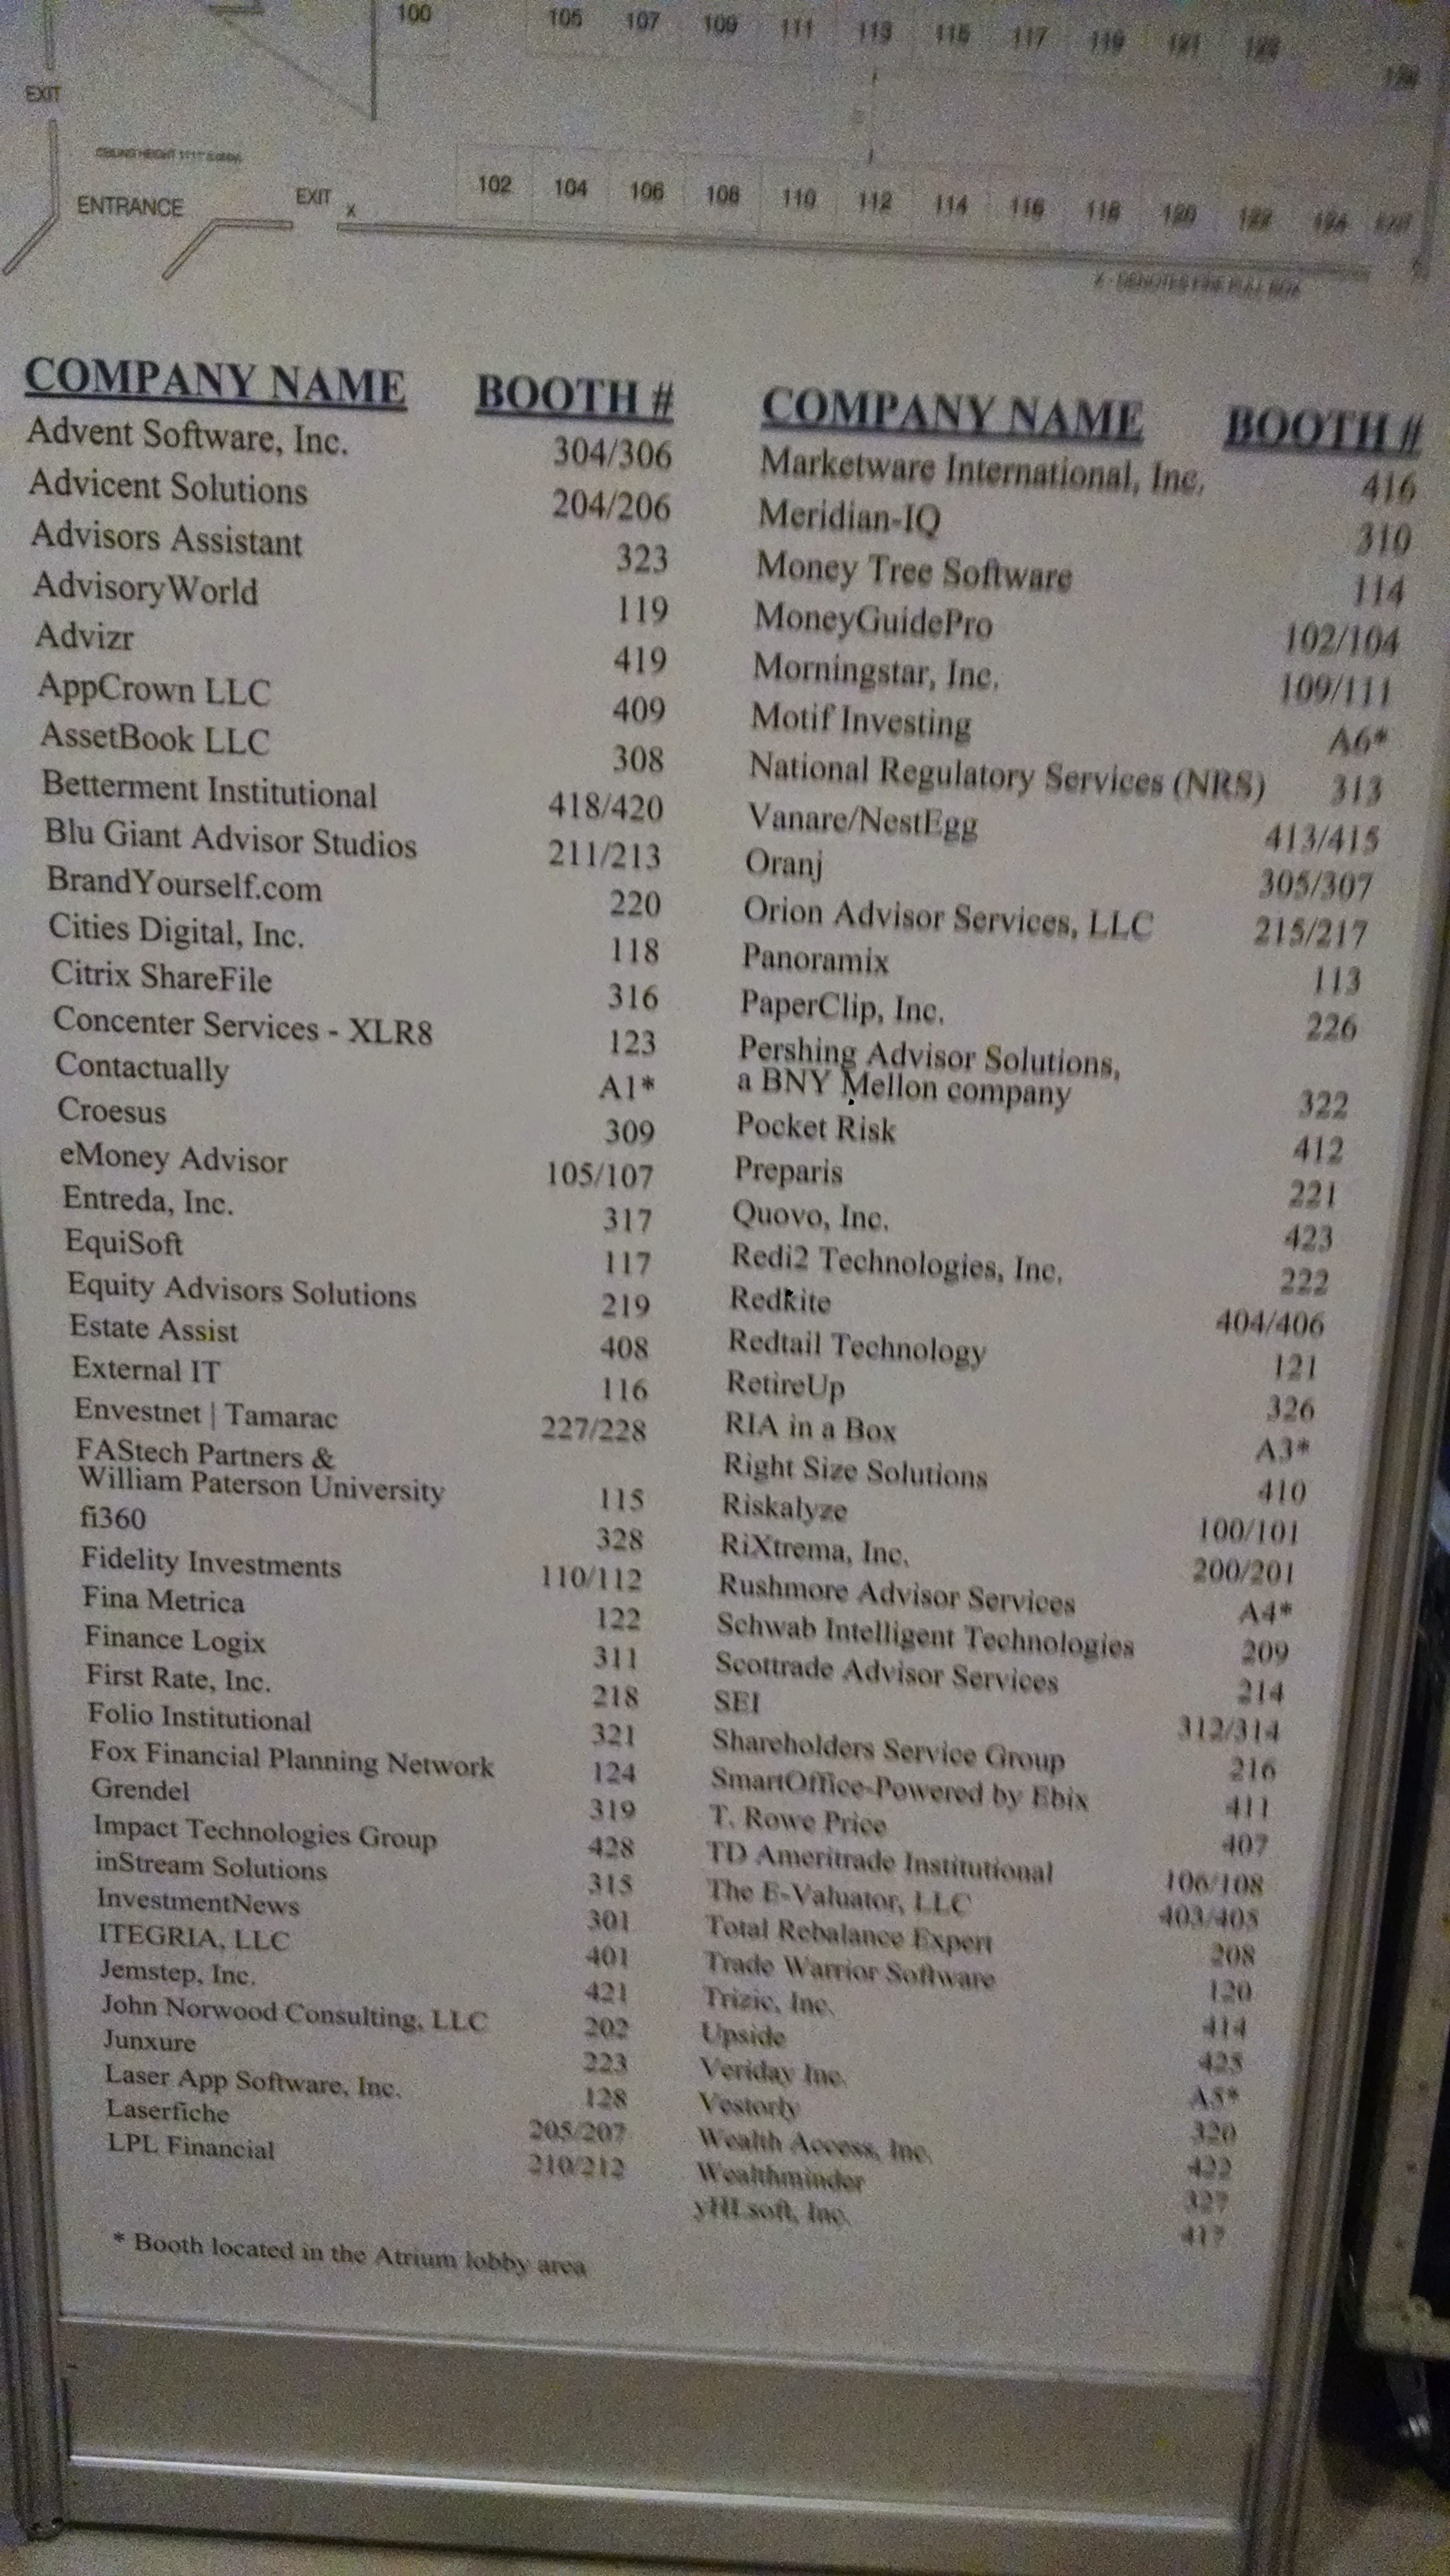 100 105 107 109 111 113 115 117 119 121 123
EXIT
ENTRANCE
EXIT X
102 104 106 108 110 112 114 116 118 120 122 124
X - DENOTES FIRE PULL BOX
COMPANY NAME BOOTH #
Advent Software, Inc. 304/306
Advicent Solutions 204/206
Advisors Assistant 323
AdvisoryWorld 119
Advizr 419
AppCrown LLC 409
AssetBook LLC 308
Betterment Institutional 418/420
Blu Giant Advisor Studios 211/213
BrandYourself.com 220
Cities Digital, Inc. 118
Citrix ShareFile 316
Concenter Services - XLR8 123
Contactually A1*
Croesus 309
eMoney Advisor 105/107
Entreda, Inc. 317
EquiSoft 117
Equity Advisors Solutions 219
Estate Assist 408
External IT 116
Envestnet | Tamarac 227/228
FAStech Partners &
William Paterson University 115
fi360 328
Fidelity Investments 110/112
Fina Metrica 122
Finance Logix 311
First Rate, Inc. 218
Folio Institutional 321
Fox Financial Planning Network 124
Grendel 319
Impact Technologies Group 428
inStream Solutions 315
InvestmentNews 301
ITEGRIA, LLC 401
Jemstep, Inc. 421
John Norwood Consulting, LLC 202
Junxure 223
Laser App Software, Inc. 128
Laserfiche 205/207
LPL Financial 210/212
* Booth located in the Atrium lobby area
COMPANY NAME BOOTH #
Marketware International, Inc. 416
Meridian-IQ 310
Money Tree Software 114
MoneyGuidePro 102/104
Morningstar, Inc. 109/111
Motif Investing A6*
National Regulatory Services (NRS) 313
Vanare/NestEgg 413/415
Oranj 305/307
Orion Advisor Services, LLC 215/217
Panoramix 113
PaperClip, Inc. 226
Pershing Advisor Solutions,
a BNY Mellon company 322
Pocket Risk 412
Preparis 221
Quovo, Inc. 423
Redi2 Technologies, Inc. 222
Redkite 404/406
Redtail Technology 121
RetireUp 326
RIA in a Box A3*
Right Size Solutions 410
Riskalyze 100/101
RiXtrema, Inc. 200/201
Rushmore Advisor Services A4*
Schwab Intelligent Technologies 209
Scottrade Advisor Services 214
SEI 312/314
Shareholders Service Group 216
SmartOffice-Powered by Ebix 411
T. Rowe Price 407
TD Ameritrade Institutional 106/108
The E-Valuator, LLC 403/405
Total Rebalance Expert 208
Trade Warrior Software 120
Trizic, Inc. 414
Upside 425
Veriday Inc. A5*
Vestorly 320
Wealth Access, Inc. 422
Wealthminder 327
yHLsoft, Inc. 417